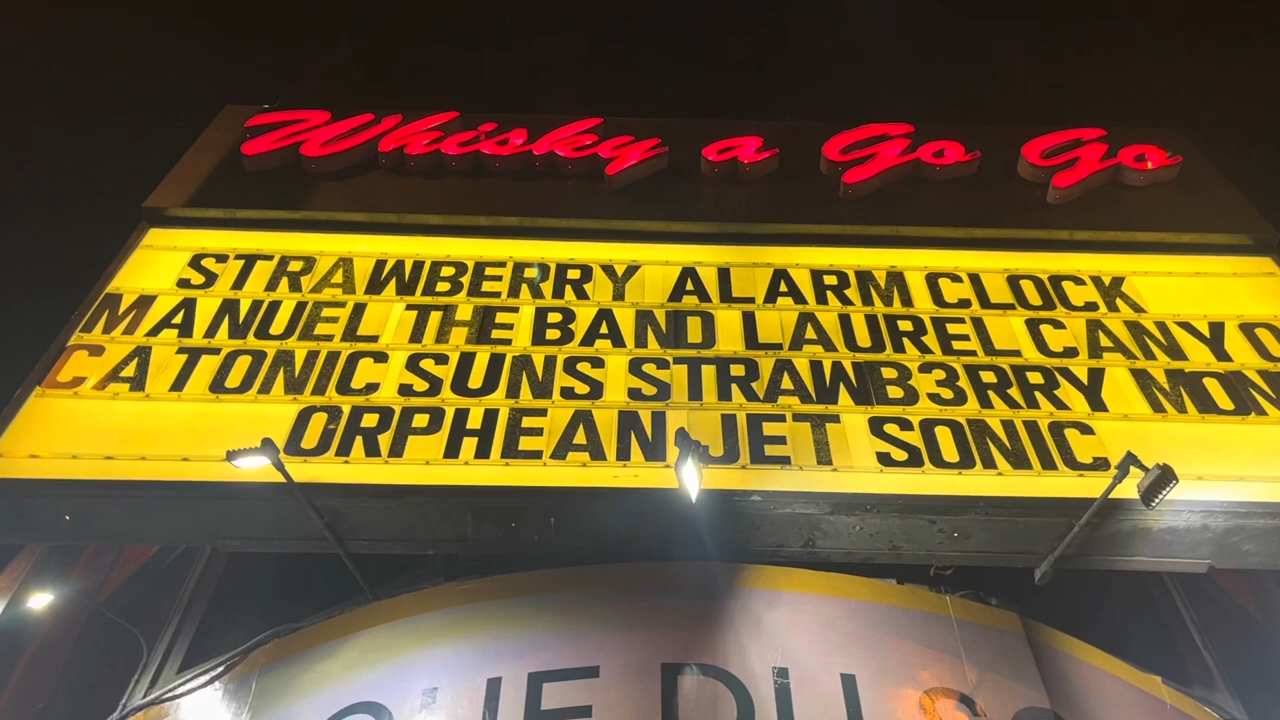 Whisky a Go Go
STRAWBERRY ALARM CLOCK
MANUEL THE BAND LAUREL CANYO
CATONIC SUNS STRAWB3RRY MON
ORPHEAN JET SONIC